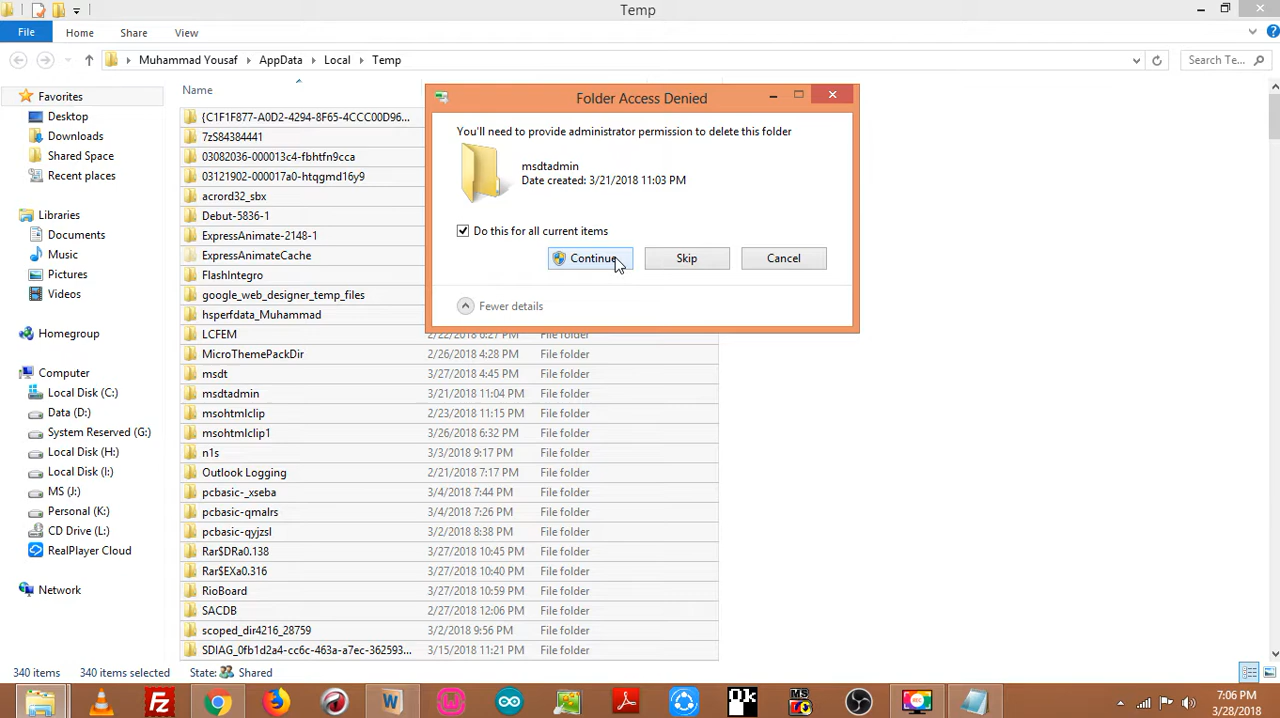 Temp
File Home Share View
Muhammad Yousaf AppData Local Temp Search Te...
Favorites
Desktop
Downloads
Shared Space
Recent places
Libraries
Documents
Music
Pictures
Videos
Homegroup
Computer
Local Disk (C:)
Data (D:)
System Reserved (G:)
Local Disk (H:)
Local Disk (I:)
MS (J:)
Personal (K:)
CD Drive (L:)
RealPlayer Cloud
Network
Name
{C1F1F877-A0D2-4294-8F65-4CCC00D96...
7zS84384441
03082036-000013c4-fbhtfn9cca
03121902-000017a0-htqgmd16y9
acrord32_sbx
Debut-5836-1
ExpressAnimate-2148-1
ExpressAnimateCache
FlashIntegro
google_web_designer_temp_files
hsperfdata_Muhammad
LCFEM 2/22/2018 6:27 PM File folder
MicroThemePackDir 2/26/2018 4:28 PM File folder
msdt 3/27/2018 4:45 PM File folder
msdtadmin 3/21/2018 11:04 PM File folder
msohtmlclip 2/23/2018 11:15 PM File folder
msohtmlclip1 3/26/2018 6:32 PM File folder
n1s 3/3/2018 9:17 PM File folder
Outlook Logging 2/21/2018 7:17 PM File folder
pcbasic-_xseba 3/4/2018 7:44 PM File folder
pcbasic-qmalrs 3/4/2018 7:26 PM File folder
pcbasic-qyjzsl 3/2/2018 8:38 PM File folder
Rar$DRa0.138 3/27/2018 10:45 PM File folder
Rar$EXa0.316 3/27/2018 10:40 PM File folder
RioBoard 3/27/2018 10:59 PM File folder
SACDB 2/27/2018 12:06 PM File folder
scoped_dir4216_28759 3/2/2018 9:56 PM File folder
SDIAG_0fb1d2a4-cc6c-463a-a7ec-362593... 3/15/2018 11:21 PM File folder
Folder Access Denied
You'll need to provide administrator permission to delete this folder
msdtadmin
Date created: 3/21/2018 11:03 PM
Do this for all current items
Continue Skip Cancel
Fewer details
340 items 340 items selected State: Shared
Fz OK MS
7:06 PM
3/28/2018